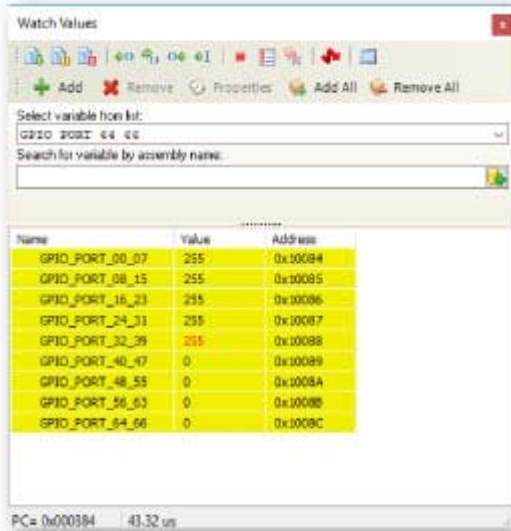 Watch Values
Add Remove Properties Add All Remove All
Select variable from list:
GPIO_PORT_64_66
Search for variable by assembly name:
Name Value Address
GPIO_PORT_00_07 255 0x10084
GPIO_PORT_08_15 255 0x10085
GPIO_PORT_16_23 255 0x10086
GPIO_PORT_24_31 255 0x10087
GPIO_PORT_32_39 255 0x10088
GPIO_PORT_40_47 0 0x10089
GPIO_PORT_48_55 0 0x1008A
GPIO_PORT_56_63 0 0x1008B
GPIO_PORT_64_66 0 0x1008C
PC= 0x000384 43.32 us